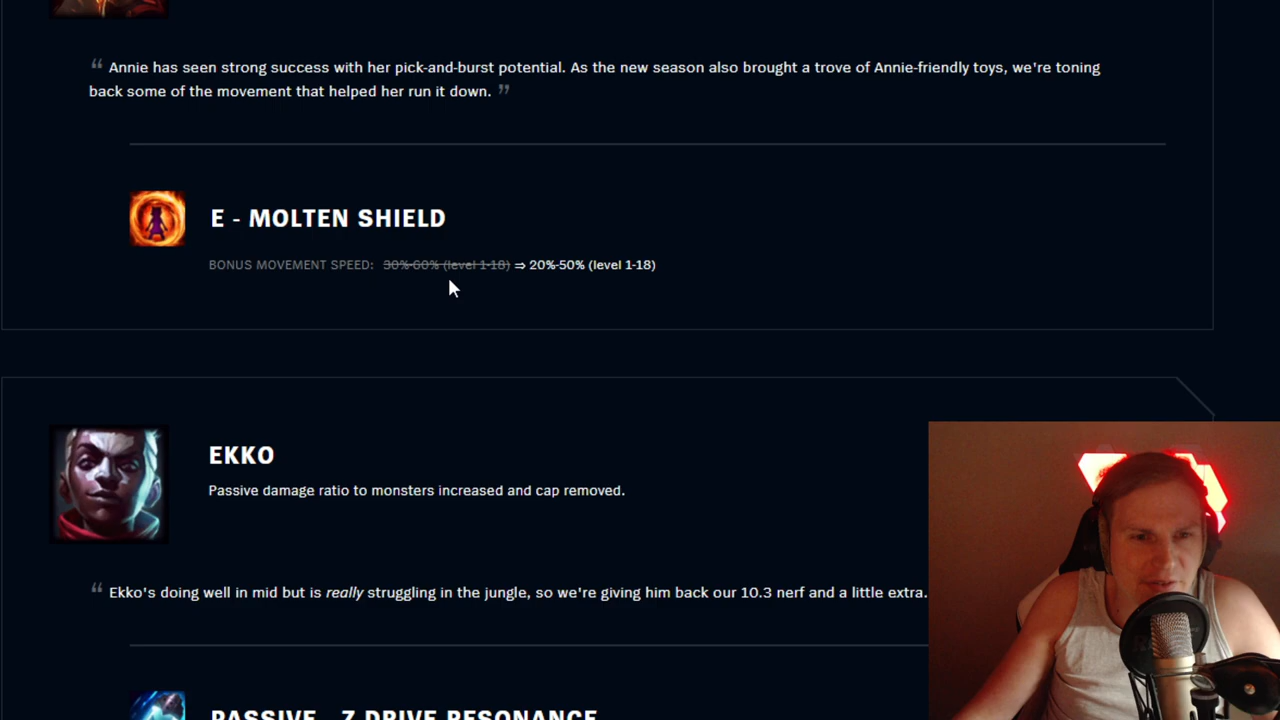 “ Annie has seen strong success with her pick-and-burst potential. As the new season also brought a trove of Annie-friendly toys, we're toning
back some of the movement that helped her run it down. ”
E - MOLTEN SHIELD
BONUS MOVEMENT SPEED: 30%-60% (level 1-18) ⇒ 20%-50% (level 1-18)
EKKO
Passive damage ratio to monsters increased and cap removed.
“ Ekko's doing well in mid but is really struggling in the jungle, so we're giving him back our 10.3 nerf and a little extra.
PASSIVE - Z DRIVE RESONANCE